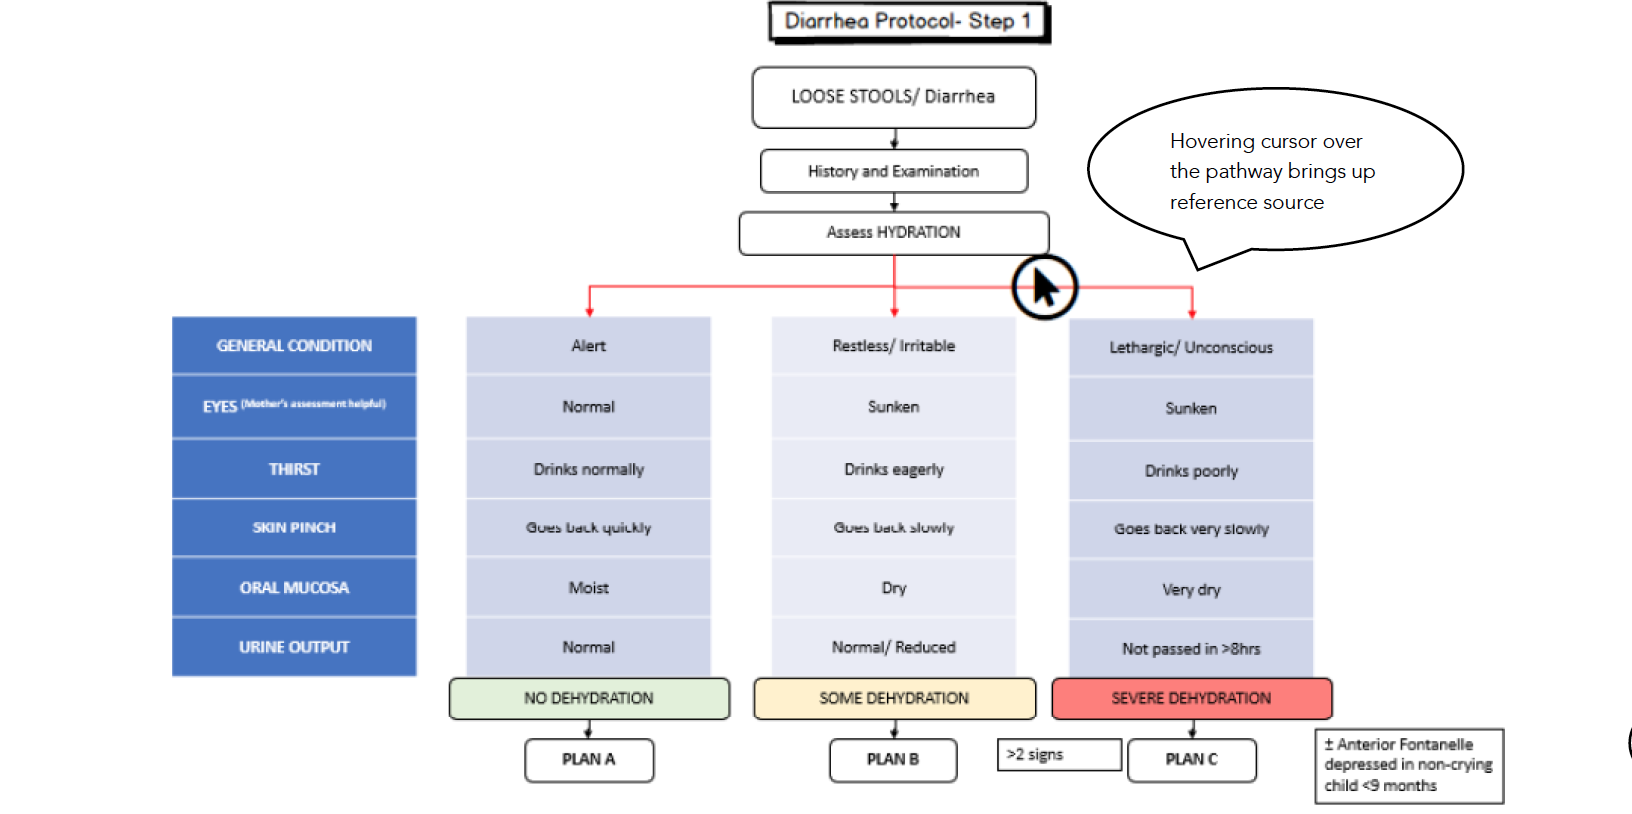 Diarrhea Protocol- Step 1
LOOSE STOOLS/ Diarrhea
Hovering cursor over
the pathway brings up
reference source
History and Examination
Assess HYDRATION
GENERAL CONDITION
Alert
Restless/ Irritable
Lethargic/ Unconscious
EYES (Mother's assessment helpful)
Normal
Sunken
Sunken
THIRST
Drinks normally
Drinks eagerly
Drinks poorly
SKIN PINCH
Goes back quickly
Goes back slowly
Goes back very slowly
ORAL MUCOSA
Moist
Dry
Very dry
URINE OUTPUT
Normal
Normal/ Reduced
Not passed in >8hrs
NO DEHYDRATION
SOME DEHYDRATION
SEVERE DEHYDRATION
PLAN A
PLAN B
>2 signs
PLAN C
± Anterior Fontanelle
depressed in non-crying
child <9 months